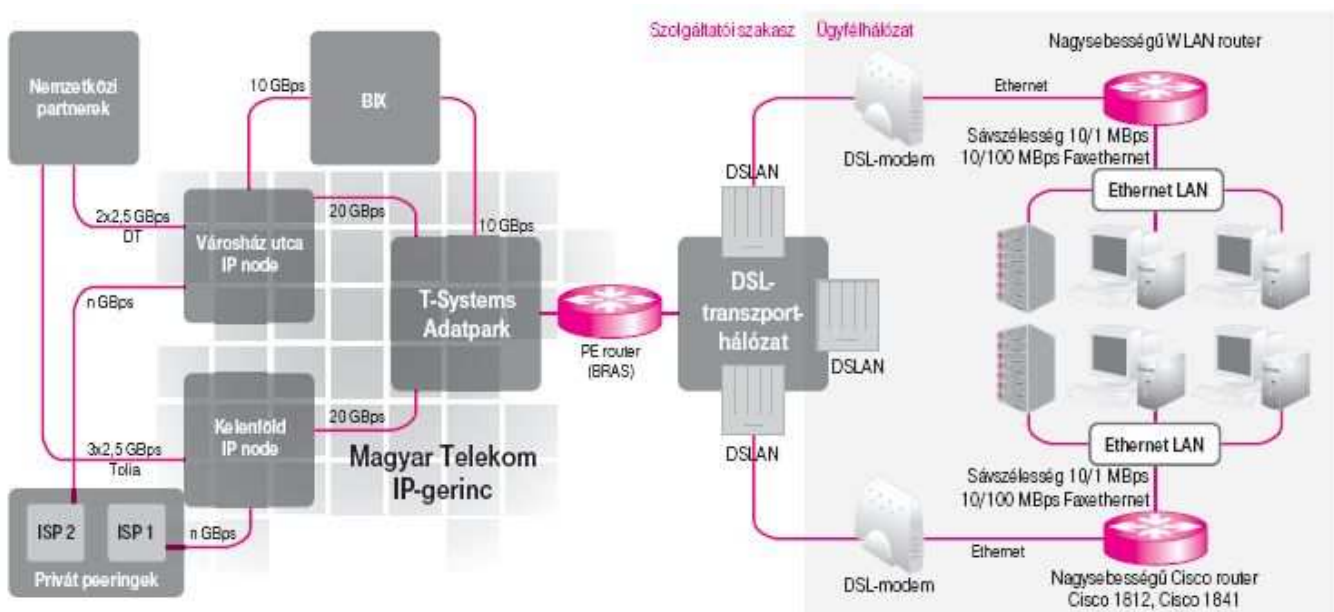 Nemzetközi
partnerek
10 GBps
BIX
2x2,5 GBps
DT
Városház utca
IP node
20 GBps
10 GBps
n GBps
T-Systems
Adatpark
Kelenföld
IP node
20 GBps
3x2,5 GBps
Tolia
n GBps
ISP 2
ISP 1
Privát peeringek
Magyar Telekom
IP-gerinc
PE router
(BRAS)
Szolgáltatói szakasz
Ügyfélhálózat
DSLAN
DSL-
transzport-
hálózat
DSLAN
DSLAN
DSL-modem
Ethernet
Nagysebességű WLAN router
Sávszélesség 10/1 MBps
10/100 MBps Faxethernet
Ethernet LAN
Ethernet LAN
Sávszélesség 10/1 MBps
10/100 MBps Faxethernet
DSL-modem
Ethernet
Nagysebességű Cisco router
Cisco 1812, Cisco 1841